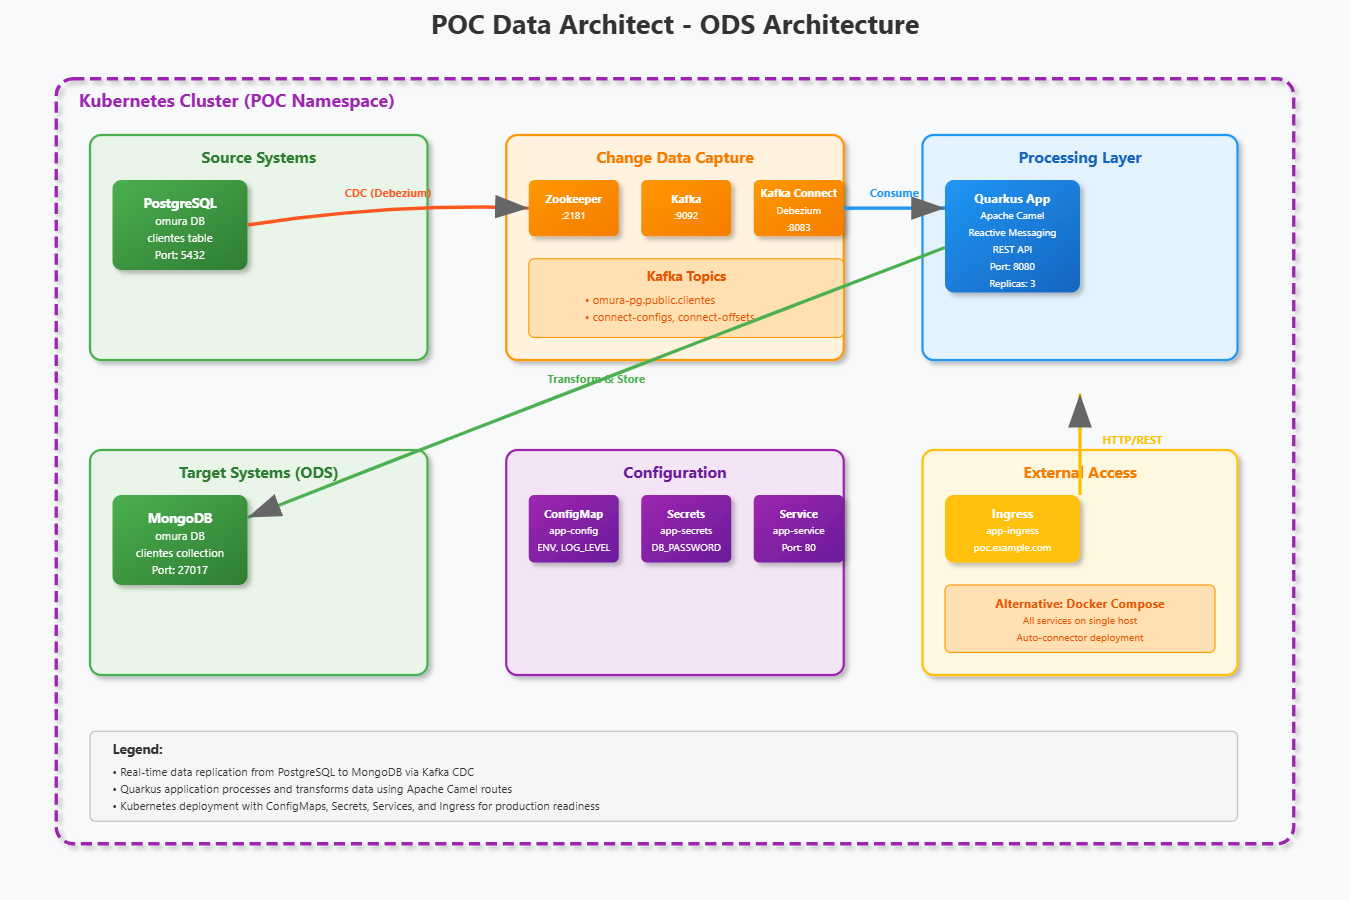 POC Data Architect - ODS Architecture
Kubernetes Cluster (POC Namespace)
Source Systems
PostgreSQL
omura DB
clientes table
Port: 5432
CDC (Debezium)
Change Data Capture
Zookeeper
:2181
Kafka
:9092
Kafka Connect
Debezium
:8083
Kafka Topics
• omura-pg.public.clientes
• connect-configs, connect-offsets
Consume
Processing Layer
Quarkus App
Apache Camel
Reactive Messaging
REST API
Port: 8080
Replicas: 3
Transform & Store
HTTP/REST
Target Systems (ODS)
MongoDB
omura DB
clientes collection
Port: 27017
Configuration
ConfigMap
app-config
ENV, LOG_LEVEL
Secrets
app-secrets
DB_PASSWORD
Service
app-service
Port: 80
External Access
Ingress
app-ingress
poc.example.com
Alternative: Docker Compose
All services on single host
Auto-connector deployment
Legend:
• Real-time data replication from PostgreSQL to MongoDB via Kafka CDC
• Quarkus application processes and transforms data using Apache Camel routes
• Kubernetes deployment with ConfigMaps, Secrets, Services, and Ingress for production readiness